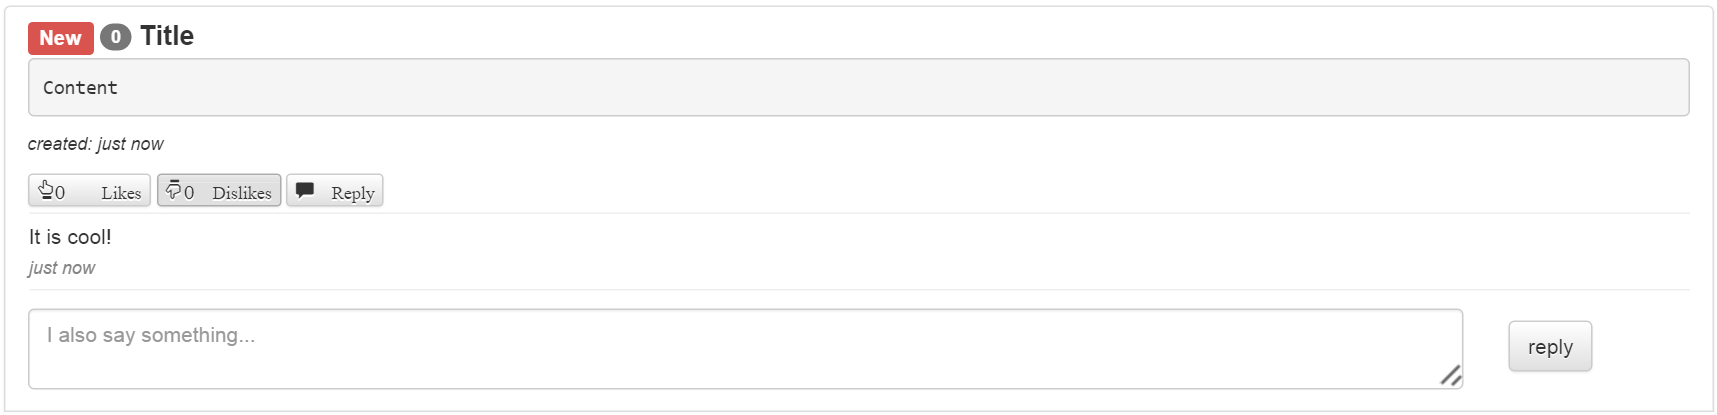 New 0 Title
Content
created: just now
0 Likes 0 Dislikes Reply
It is cool!
just now
I also say something...
reply